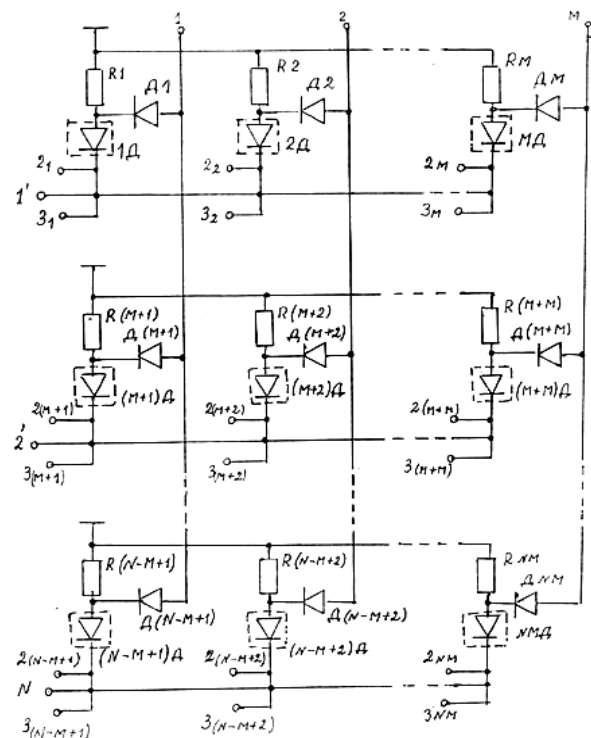 1 2 M
R1 Д1 R2 Д2 RM ДM
1Д 2Д MД
2₁ 2₂ 2M
1'
3₁ 3₂ 3M
R(M+1) Д(M+1) R(M+2) Д(M+2) R(M+M) Д(M+M)
(M+1)Д (M+2)Д (M+M)Д
2(M+1) 2(M+2) 2(M+M)
2'
3(M+1) 3(M+2) 3(M+M)
R(N-M+1) R(N-M+2) RNM
Д(N-M+1) Д(N-M+2) ДNM
(N-M+1)Д (N-M+2)Д NMД
2(N-M+1) 2(N-M+2) 2NM
N
3(N-M+1) 3(N-M+2) 3NM